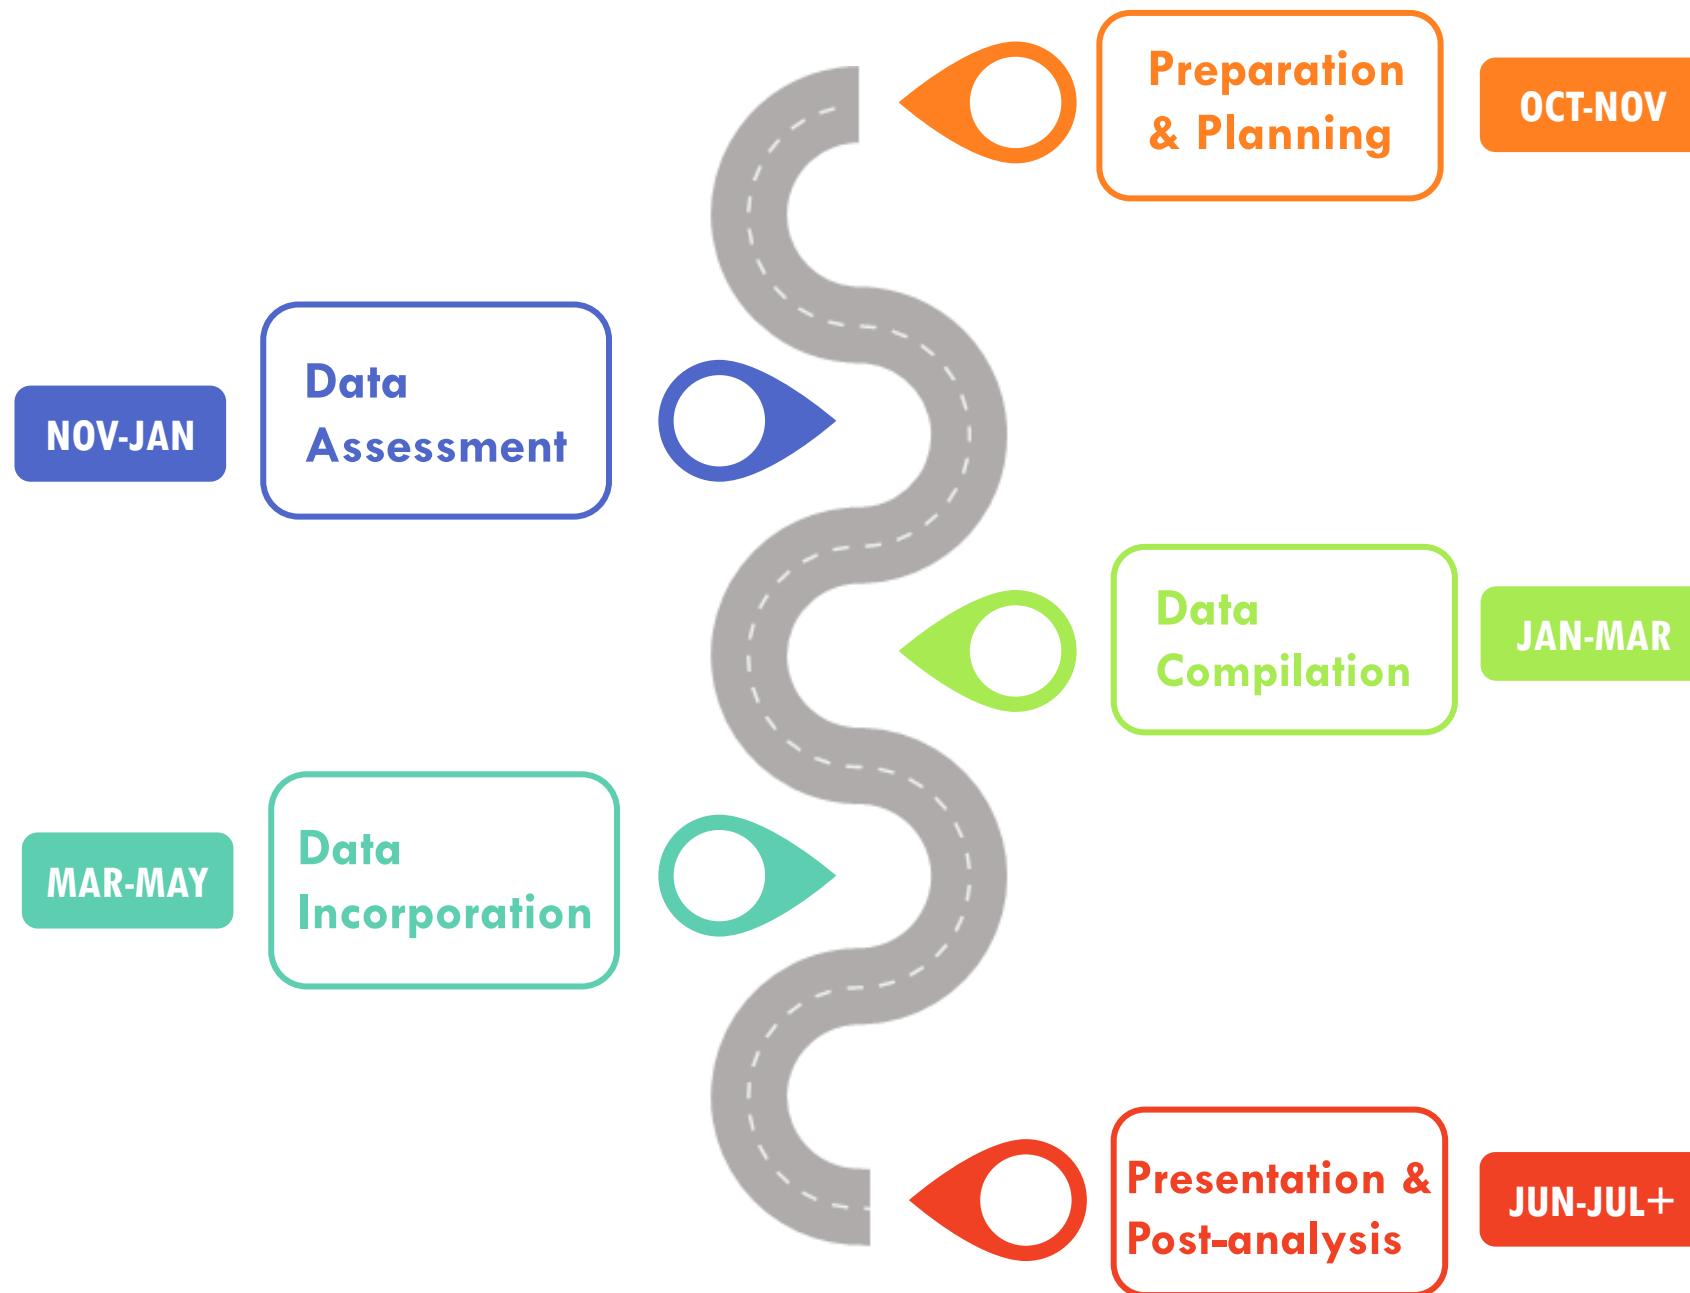 Preparation
& Planning
OCT-NOV
NOV-JAN
Data
Assessment
Data
Compilation
JAN-MAR
MAR-MAY
Data
Incorporation
Presentation &
Post-analysis
JUN-JUL+